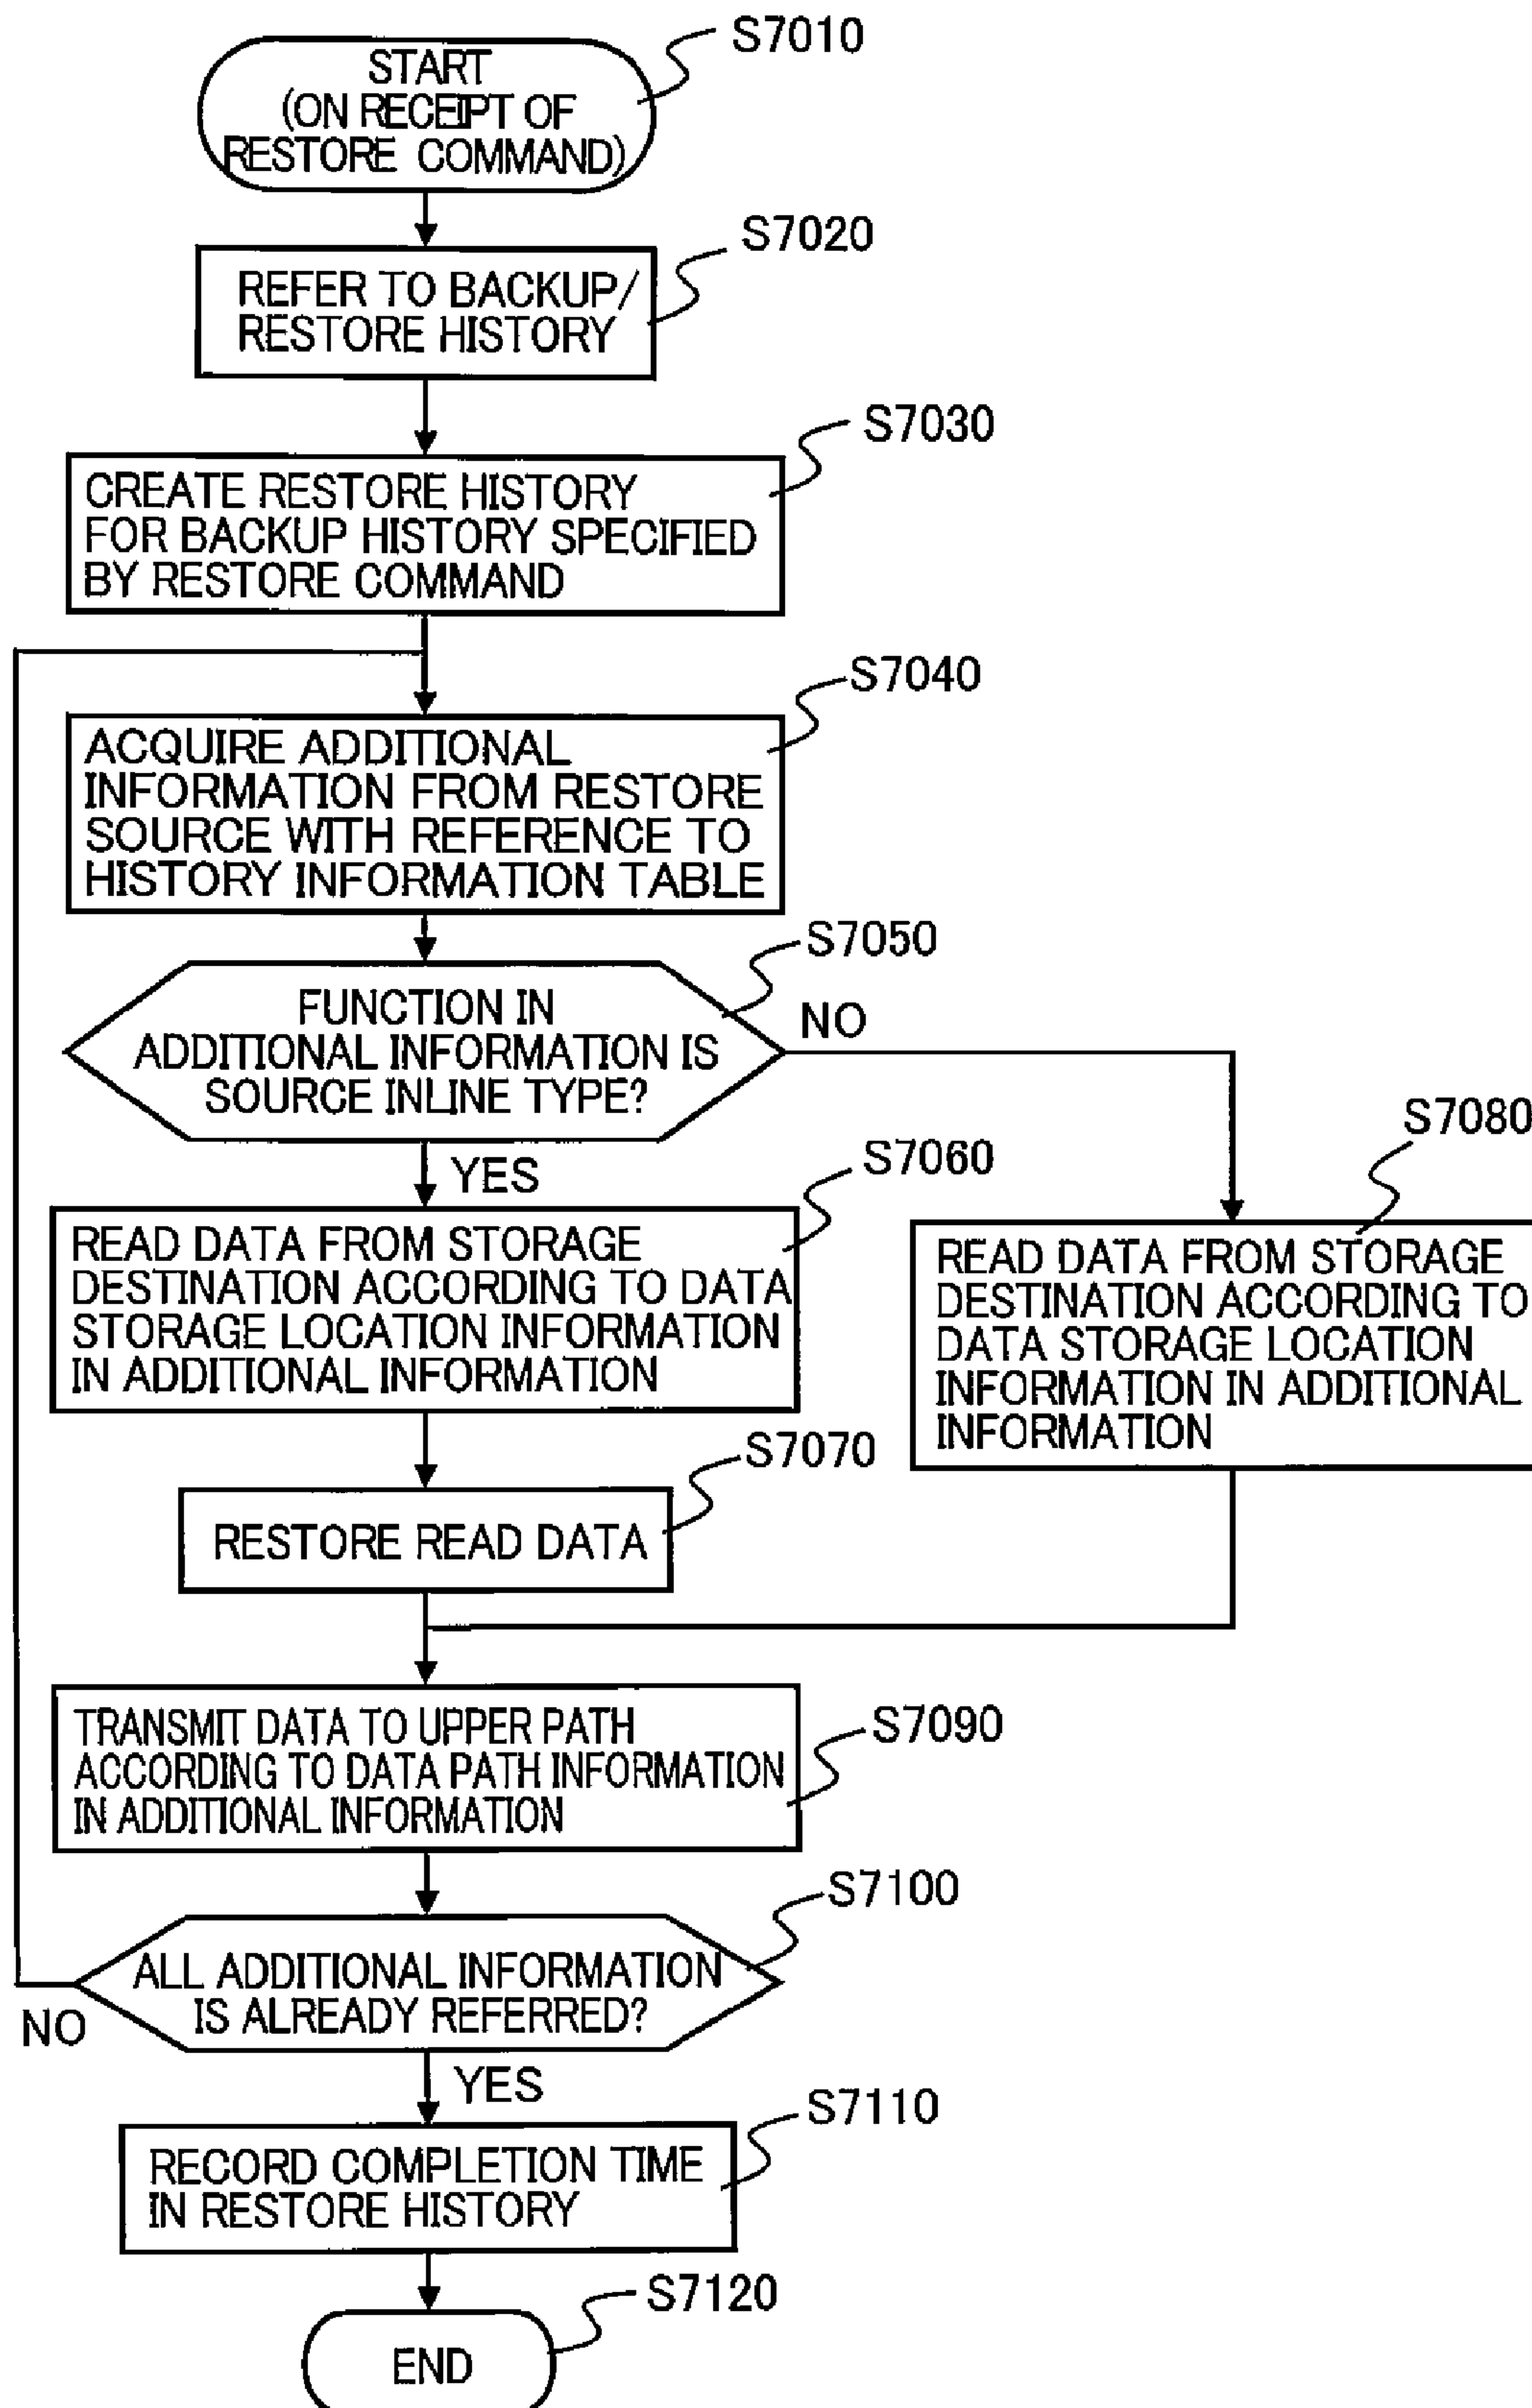 S7010
START
(ON RECEIPT OF
RESTORE COMMAND)
S7020
REFER TO BACKUP/
RESTORE HISTORY
S7030
CREATE RESTORE HISTORY
FOR BACKUP HISTORY SPECIFIED
BY RESTORE COMMAND
S7040
ACQUIRE ADDITIONAL
INFORMATION FROM RESTORE
SOURCE WITH REFERENCE TO
HISTORY INFORMATION TABLE
S7050
FUNCTION IN
ADDITIONAL INFORMATION IS
SOURCE INLINE TYPE?
NO
YES
S7060
READ DATA FROM STORAGE
DESTINATION ACCORDING TO DATA
STORAGE LOCATION INFORMATION
IN ADDITIONAL INFORMATION
S7080
READ DATA FROM STORAGE
DESTINATION ACCORDING TO
DATA STORAGE LOCATION
INFORMATION IN ADDITIONAL
INFORMATION
S7070
RESTORE READ DATA
S7090
TRANSMIT DATA TO UPPER PATH
ACCORDING TO DATA PATH INFORMATION
IN ADDITIONAL INFORMATION
S7100
ALL ADDITIONAL INFORMATION
IS ALREADY REFERRED?
NO
YES
S7110
RECORD COMPLETION TIME
IN RESTORE HISTORY
S7120
END